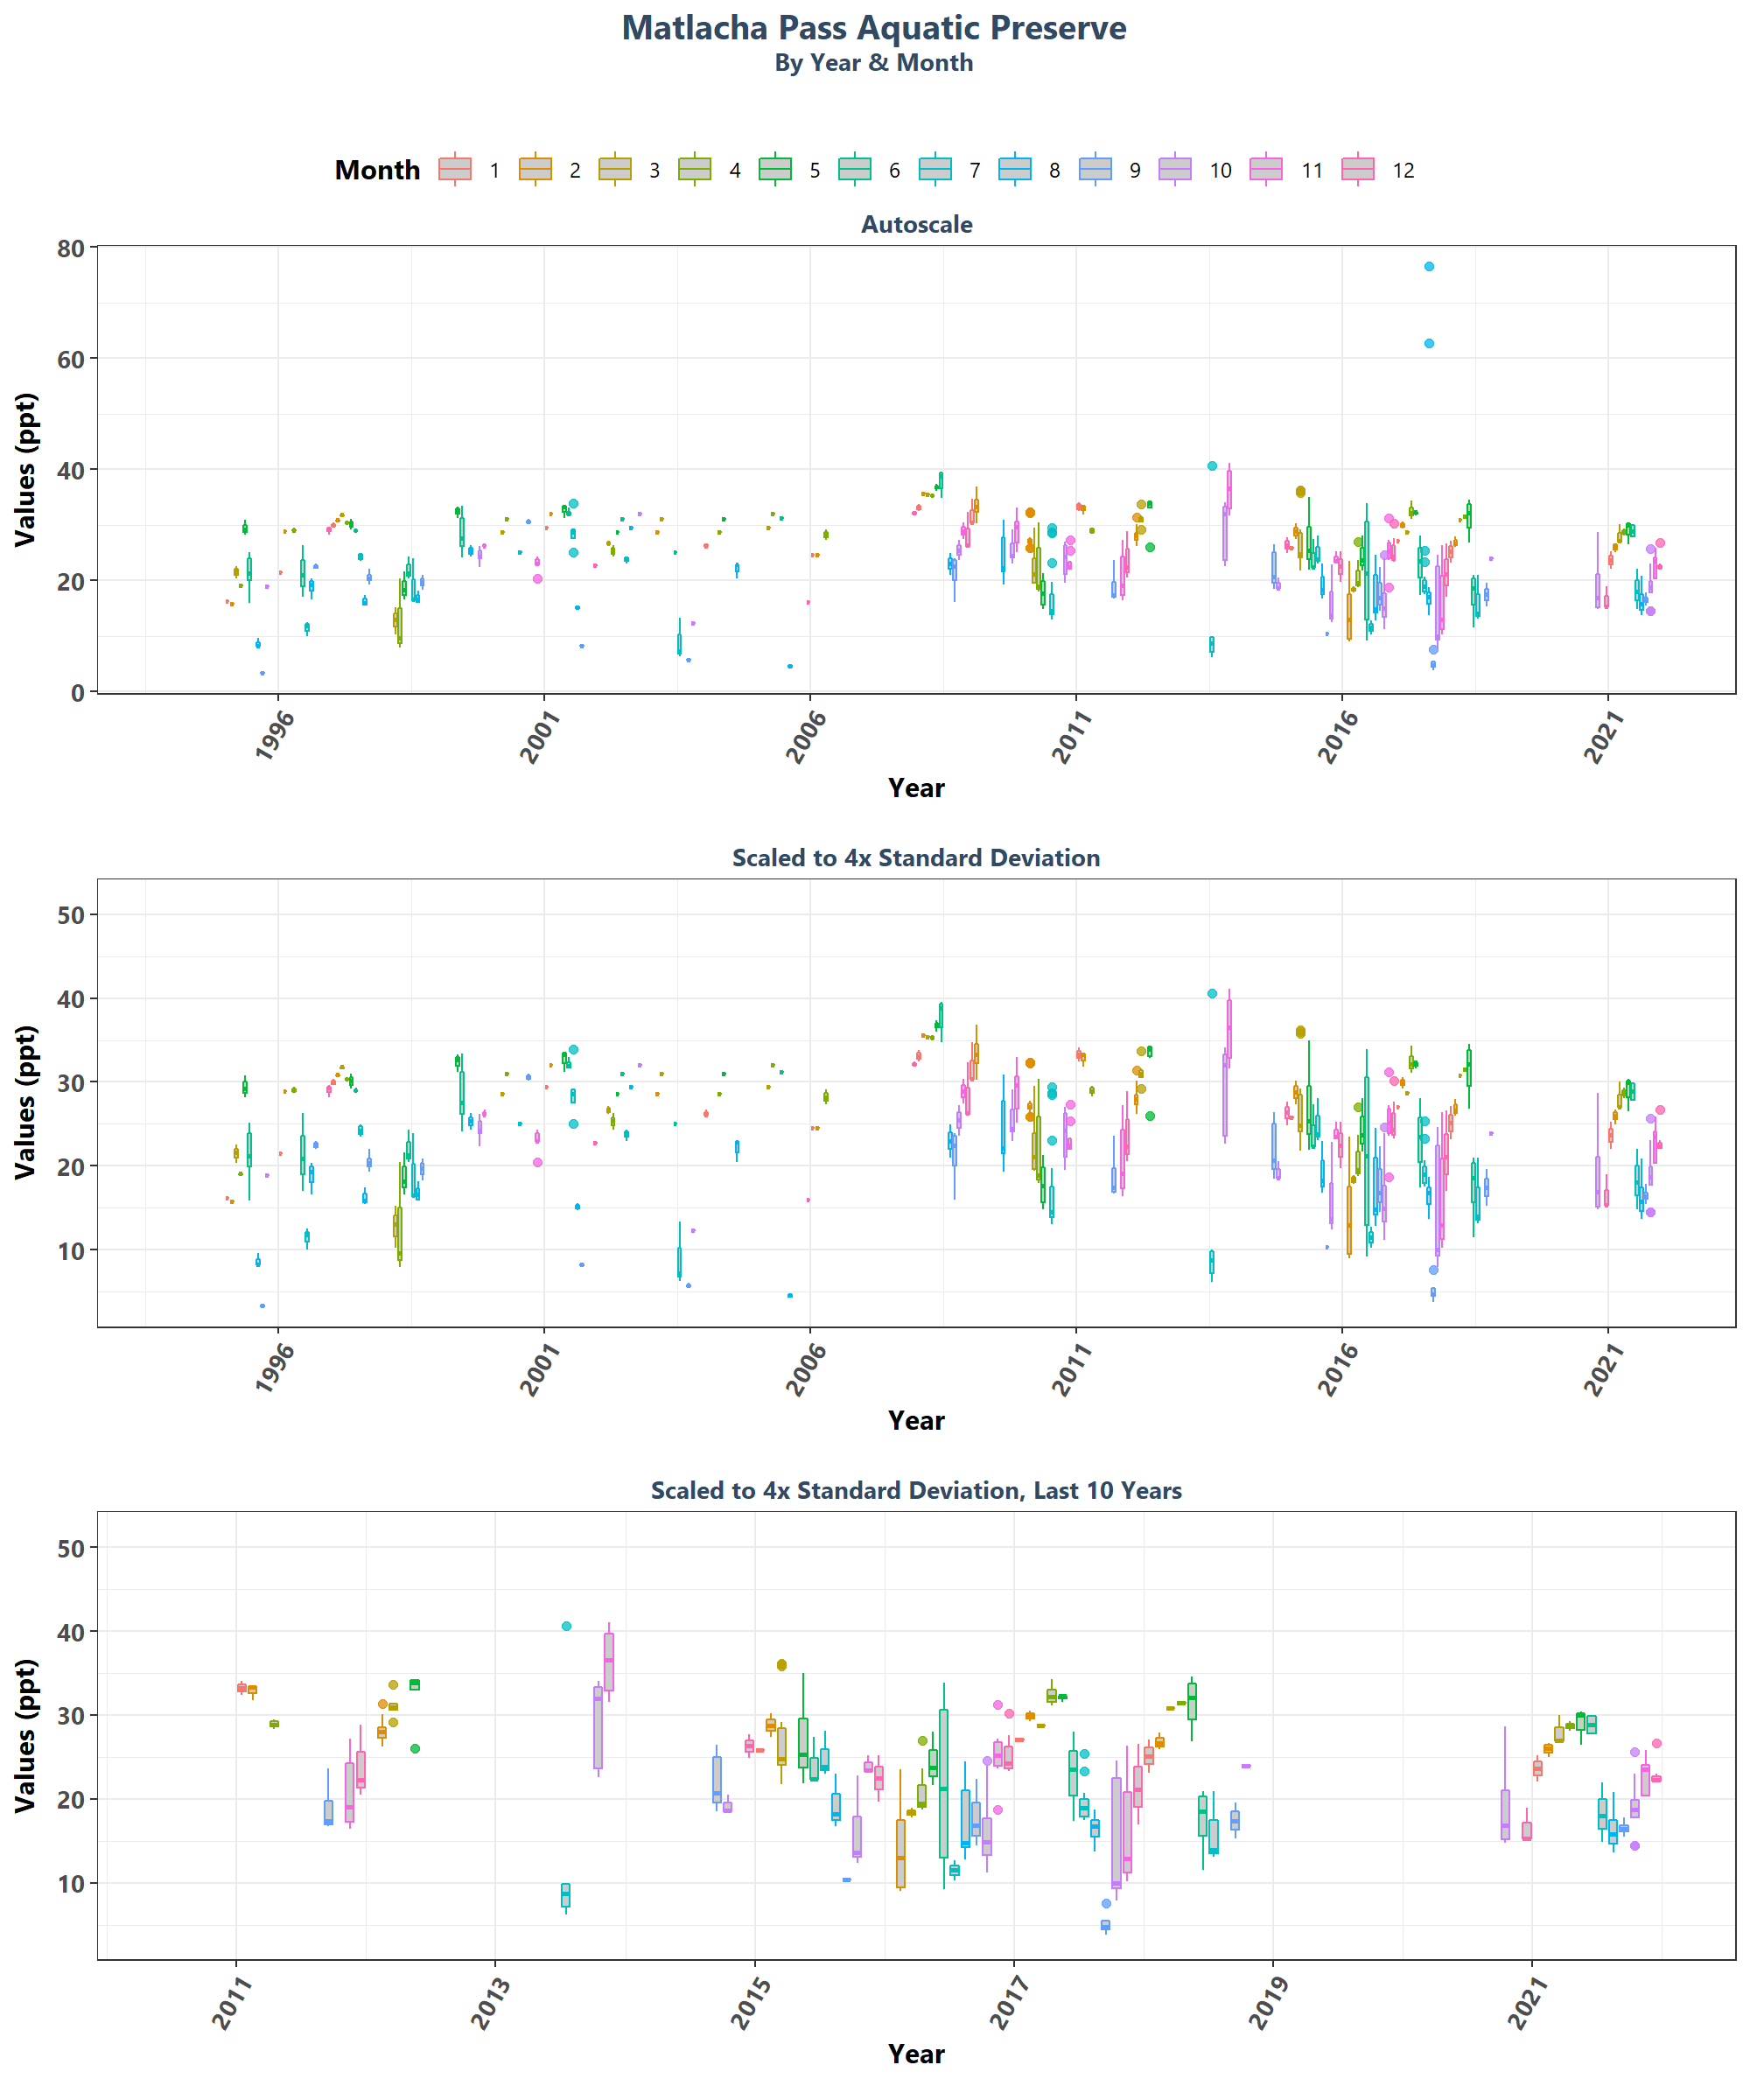 Matlacha Pass Aquatic Preserve
By Year & Month
Month 1 2 3 4 5 6 7 8 9 10 11 12
Autoscale
Values (ppt)
80
60
40
20
0
1996 2001 2006 2011 2016 2021
Year
Scaled to 4x Standard Deviation
Values (ppt)
50
40
30
20
10
1996 2001 2006 2011 2016 2021
Year
Scaled to 4x Standard Deviation, Last 10 Years
Values (ppt)
50
40
30
20
10
2011 2013 2015 2017 2019 2021
Year